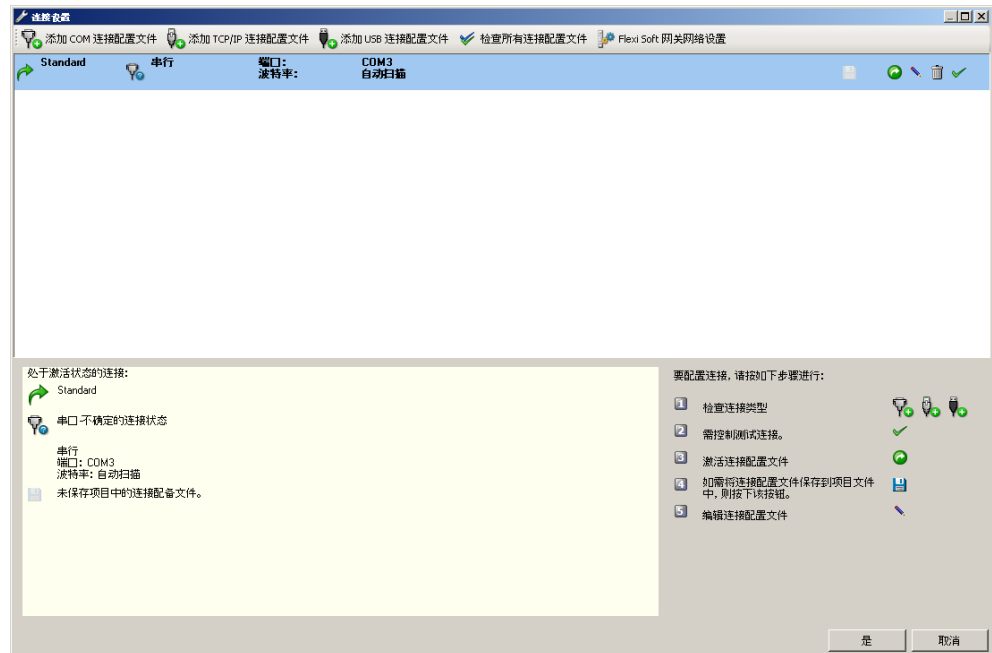 连接设置
添加 COM 连接配置文件 添加 TCP/IP 连接配置文件 添加 USB 连接配置文件 检查所有连接配置文件 Flexi Soft 网关网络设置
Standard 串行 端口: COM3
波特率: 自动扫描
处于激活状态的连接:
Standard
串口-不确定的连接状态
串行
端口: COM3
波特率: 自动扫描
未保存项目中的连接配备文件。
要配置连接, 请按如下步骤进行:
1 检查连接类型
2 需控制测试连接。
3 激活连接配置文件
4 如需将连接配置文件保存到项目文件
中, 则按下该按钮。
5 编辑连接配置文件
是 取消